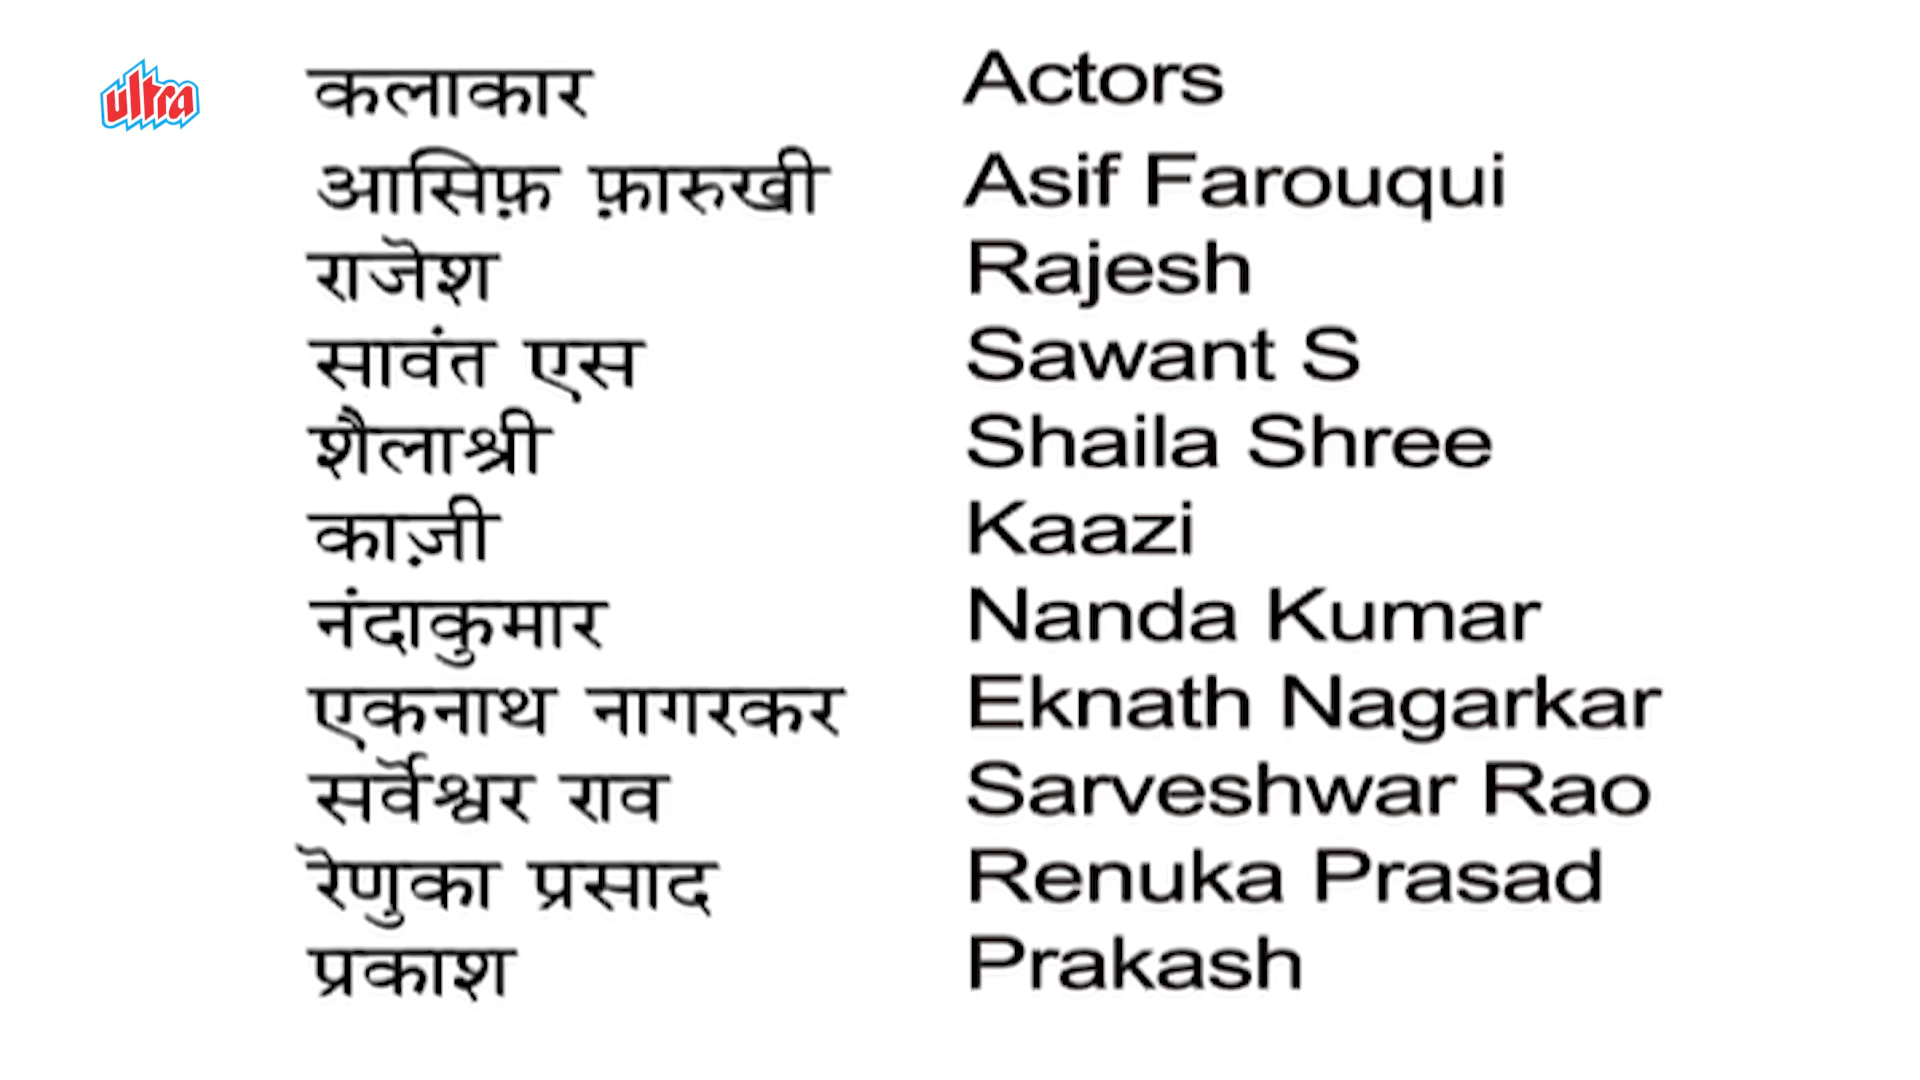 ultra
कलाकार Actors
आसिफ़ फ़ारुखी Asif Farouqui
राजॆश Rajesh
सावंत एस Sawant S
शैलाश्री Shaila Shree
काज़ी Kaazi
नंदाकुमार Nanda Kumar
एकनाथ नागरकर Eknath Nagarkar
सर्वॆश्वर राव Sarveshwar Rao
रॆणुका प्रसाद Renuka Prasad
प्रकाश Prakash